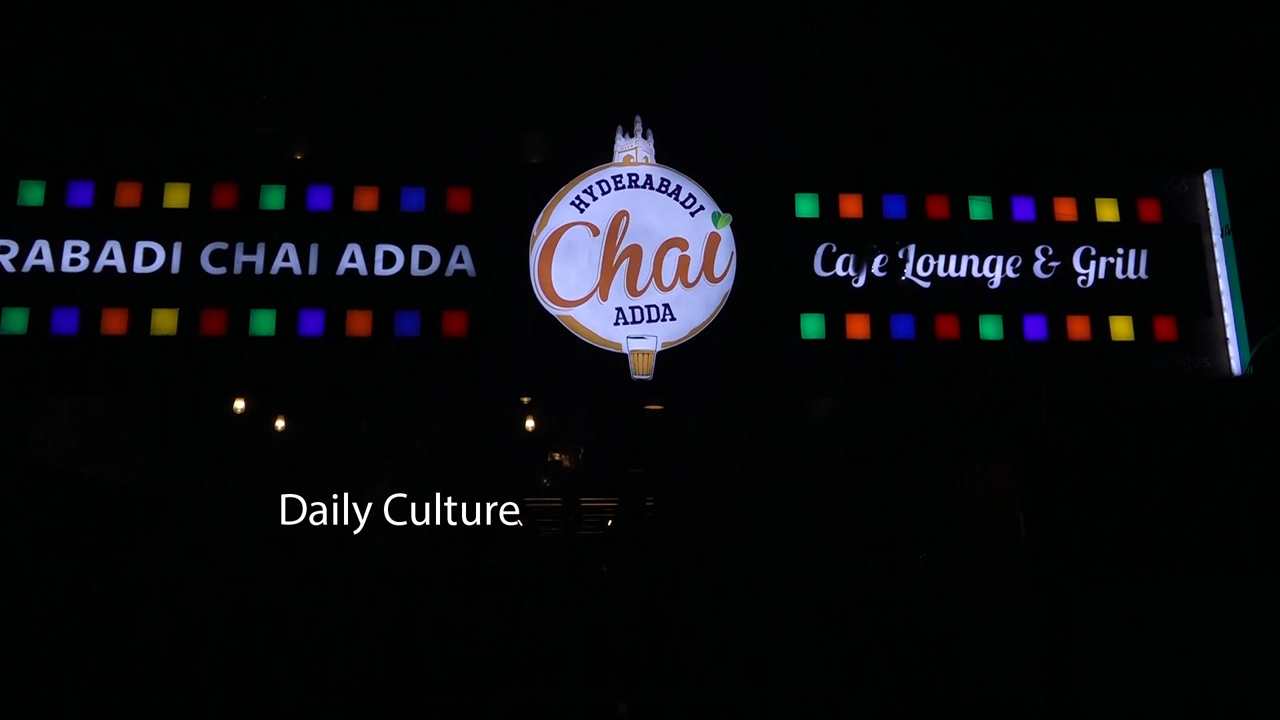 RABADI CHAI ADDA
HYDERABADI
Chai
ADDA
Cafe Lounge & Grill
Daily Culture